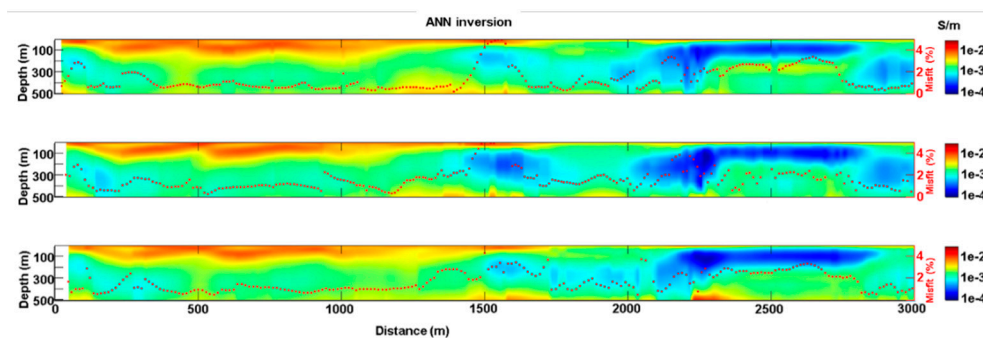 ANN inversion
S/m
Depth (m)
100
300
500
4
2
0
Misfit (%)
1e-2
1e-3
1e-4
Depth (m)
100
300
500
4
2
0
Misfit (%)
1e-2
1e-3
1e-4
Depth (m)
100
300
500
4
2
0
Misfit (%)
1e-2
1e-3
1e-4
0 500 1000 1500 2000 2500 3000
Distance (m)